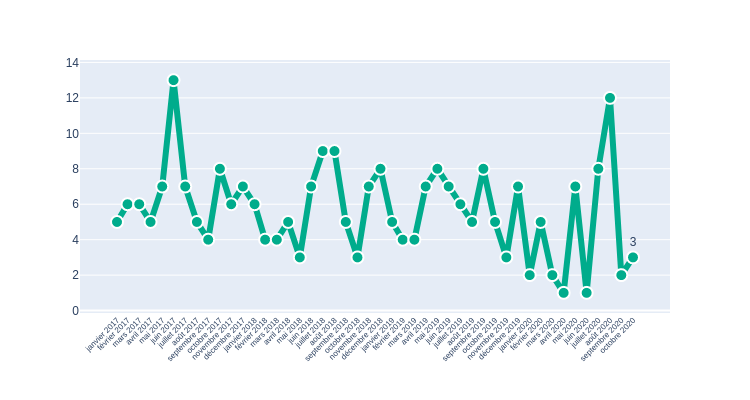 14
12
10
8
6
4
2
0
3
janvier 2017
février 2017
mars 2017
avril 2017
mai 2017
juin 2017
juillet 2017
août 2017
septembre 2017
octobre 2017
novembre 2017
décembre 2017
janvier 2018
février 2018
mars 2018
avril 2018
mai 2018
juin 2018
juillet 2018
août 2018
septembre 2018
octobre 2018
novembre 2018
décembre 2018
janvier 2019
février 2019
mars 2019
avril 2019
mai 2019
juin 2019
juillet 2019
août 2019
septembre 2019
octobre 2019
novembre 2019
décembre 2019
janvier 2020
février 2020
mars 2020
avril 2020
mai 2020
juin 2020
juillet 2020
août 2020
septembre 2020
octobre 2020